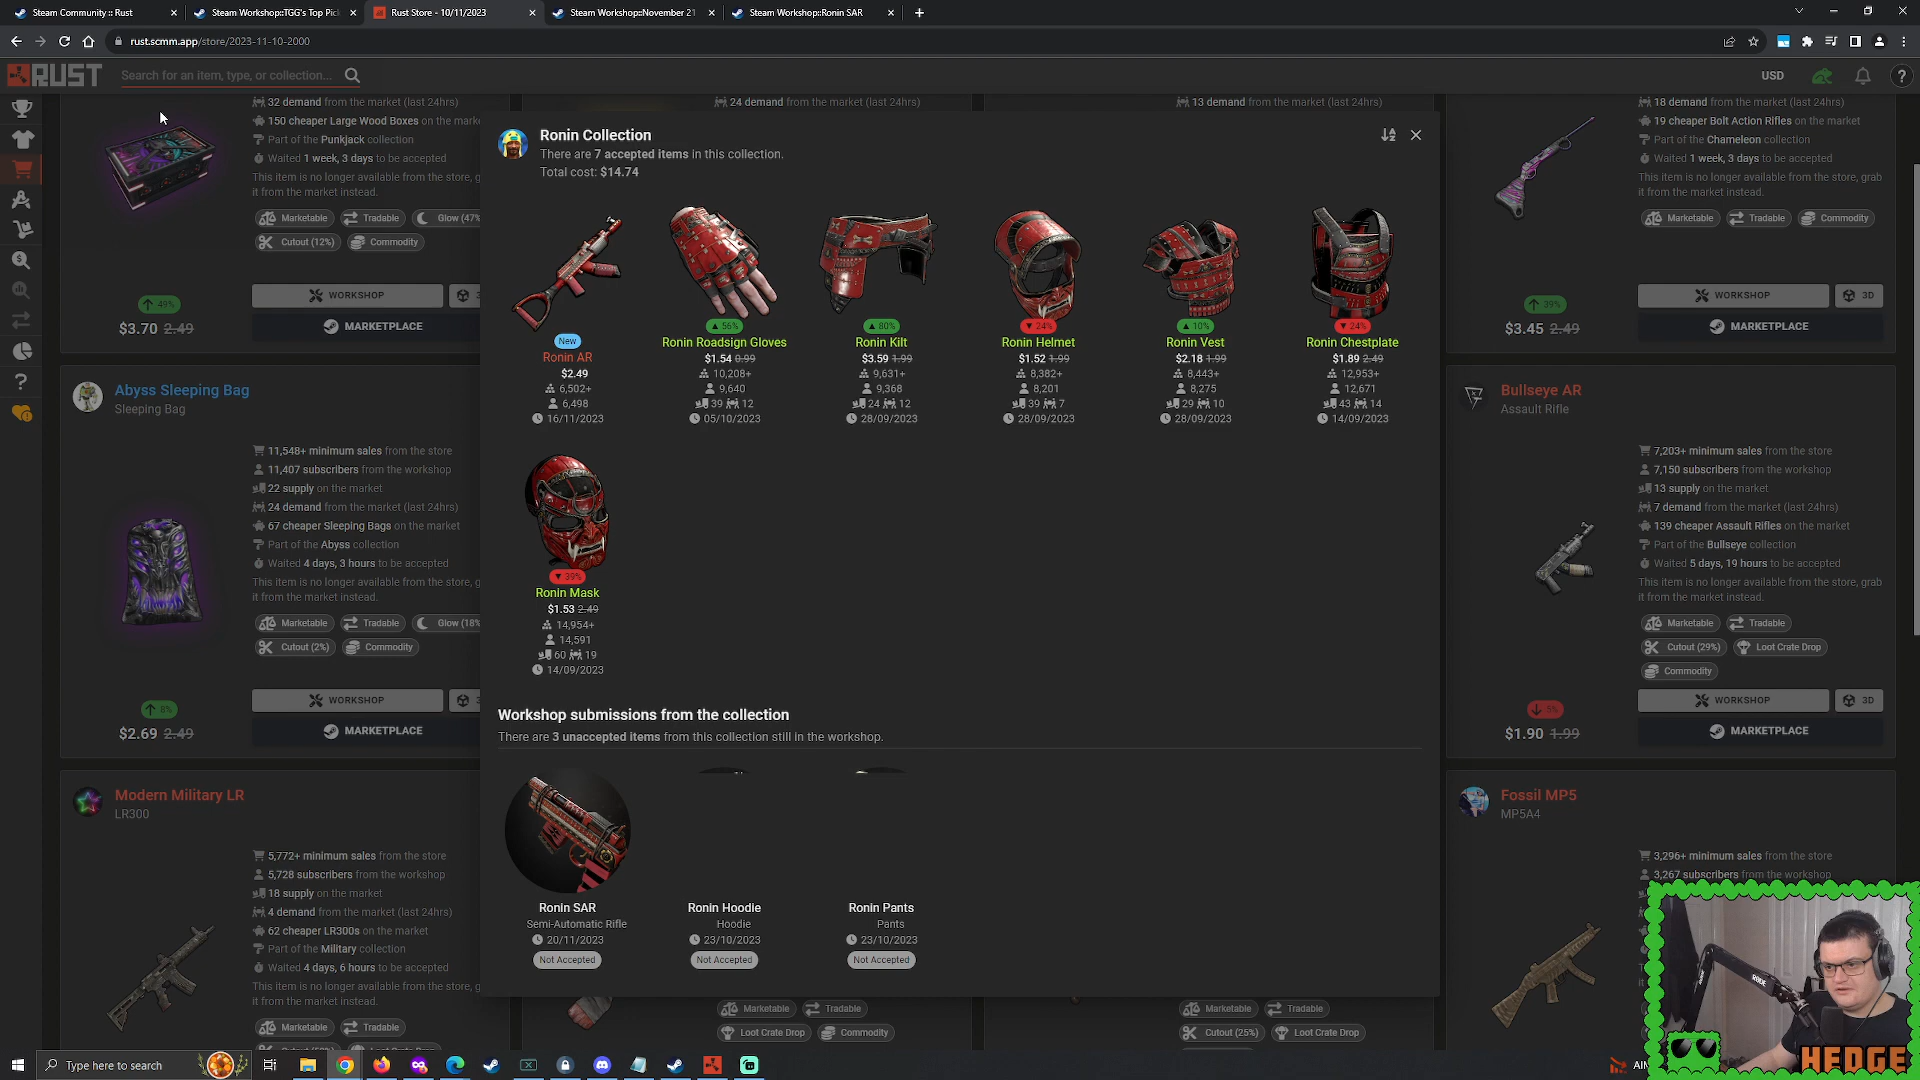 Steam Community :: Rust
Steam Workshop::TGG's Top Pic
Rust Store - 10/11/2023
Steam Workshop::November 21
Steam Workshop::Ronin SAR
rust.scmm.app/store/2023-11-10-2000
RUST
Search for an item, type, or collection...
USD
32 demand from the market (last 24hrs)
150 cheaper Large Wood Boxes on the marke
Part of the Punkjack collection
Waited 1 week, 3 days to be accepted
This item is no longer available from the store, g
it from the market instead.
Marketable
Tradable
Glow (47%
Cutout (12%)
Commodity
49%
$3.70 2.49
WORKSHOP
MARKETPLACE
24 demand from the market (last 24hrs)
13 demand from the market (last 24hrs)
18 demand from the market (last 24hrs)
19 cheaper Bolt Action Rifles on the market
Part of the Chameleon collection
Waited 1 week, 3 days to be accepted
This item is no longer available from the store, grab
it from the market instead.
Marketable
Tradable
Commodity
39%
$3.45 2.49
WORKSHOP
3D
MARKETPLACE
Ronin Collection
There are 7 accepted items in this collection.
Total cost: $14.74
New
Ronin AR
$2.49
6,502+
6,498
16/11/2023
56%
Ronin Roadsign Gloves
$1.54 0.99
10,208+
9,640
39 12
05/10/2023
80%
Ronin Kilt
$3.59 1.99
9,631+
9,368
24 12
28/09/2023
24%
Ronin Helmet
$1.52 1.99
8,382+
8,201
39 7
28/09/2023
10%
Ronin Vest
$2.18 1.99
8,443+
8,275
29 10
28/09/2023
24%
Ronin Chestplate
$1.89 2.49
12,953+
12,671
43 14
14/09/2023
39%
Ronin Mask
$1.53 2.49
14,954+
14,591
60 19
14/09/2023
Workshop submissions from the collection
There are 3 unaccepted items from this collection still in the workshop.
Ronin SAR
Semi-Automatic Rifle
20/11/2023
Not Accepted
Ronin Hoodie
Hoodie
23/10/2023
Not Accepted
Ronin Pants
Pants
23/10/2023
Not Accepted
Abyss Sleeping Bag
Sleeping Bag
11,548+ minimum sales from the store
11,407 subscribers from the workshop
22 supply on the market
24 demand from the market (last 24hrs)
67 cheaper Sleeping Bags on the market
Part of the Abyss collection
Waited 4 days, 3 hours to be accepted
This item is no longer available from the store, g
it from the market instead.
Marketable
Tradable
Glow (18%
Cutout (2%)
Commodity
8%
$2.69 2.49
WORKSHOP
MARKETPLACE
Bullseye AR
Assault Rifle
7,203+ minimum sales from the store
7,150 subscribers from the workshop
13 supply on the market
7 demand from the market (last 24hrs)
139 cheaper Assault Rifles on the market
Part of the Bullseye collection
Waited 5 days, 19 hours to be accepted
This item is no longer available from the store, grab
it from the market instead.
Marketable
Tradable
Cutout (29%)
Loot Crate Drop
Commodity
$1.90 1.99
WORKSHOP
3D
MARKETPLACE
Modern Military LR
LR300
5,772+ minimum sales from the store
5,728 subscribers from the workshop
18 supply on the market
4 demand from the market (last 24hrs)
62 cheaper LR300s on the market
Part of the Military collection
Waited 4 days, 6 hours to be accepted
This item is no longer available from the store, g
it from the market instead.
Marketable
Tradable
Marketable
Tradable
Loot Crate Drop
Commodity
Marketable
Tradable
Cutout (25%)
Loot Crate Drop
Fossil MP5
MP5A4
3,296+ minimum sales from the store
3,267 subscribers from the workshop
RODE
HEDGE
Type here to search